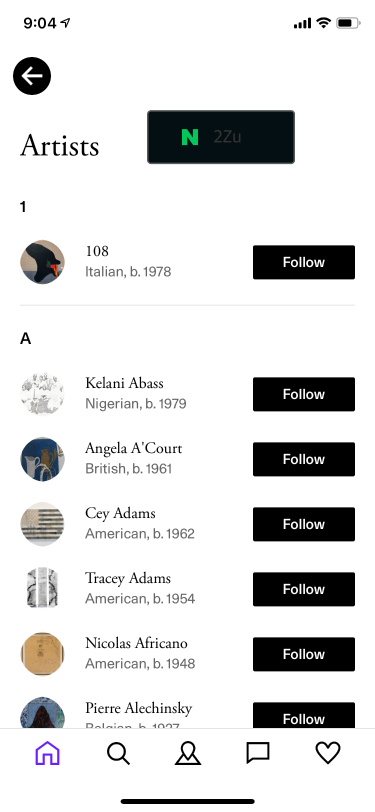 9:04
Artists
N 2Zu
1
108
Italian, b. 1978
Follow
A
Kelani Abass
Nigerian, b. 1979
Follow
Angela A'Court
British, b. 1961
Follow
Cey Adams
American, b. 1962
Follow
Tracey Adams
American, b. 1954
Follow
Nicolas Africano
American, b. 1948
Follow
Pierre Alechinsky
Belgian, b. 1927
Follow